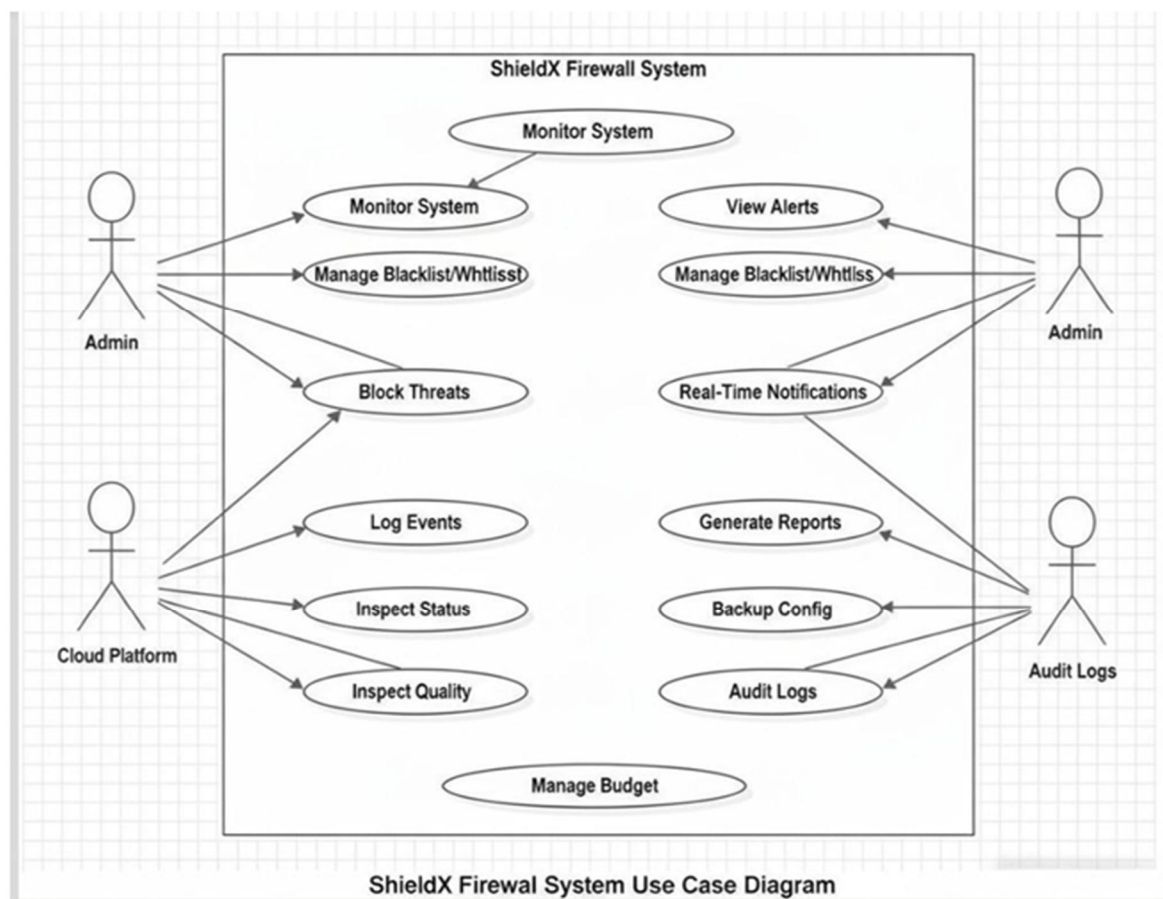 ShieldX Firewall System
Monitor System
Monitor System
View Alerts
Manage Blacklist/Whttlisst
Manage Blacklist/Whttliss
Admin
Admin
Block Threats
Real-Time Notifications
Log Events
Generate Reports
Inspect Status
Backup Config
Cloud Platform
Audit Logs
Inspect Quality
Audit Logs
Manage Budget
ShieldX Firewal System Use Case Diagram